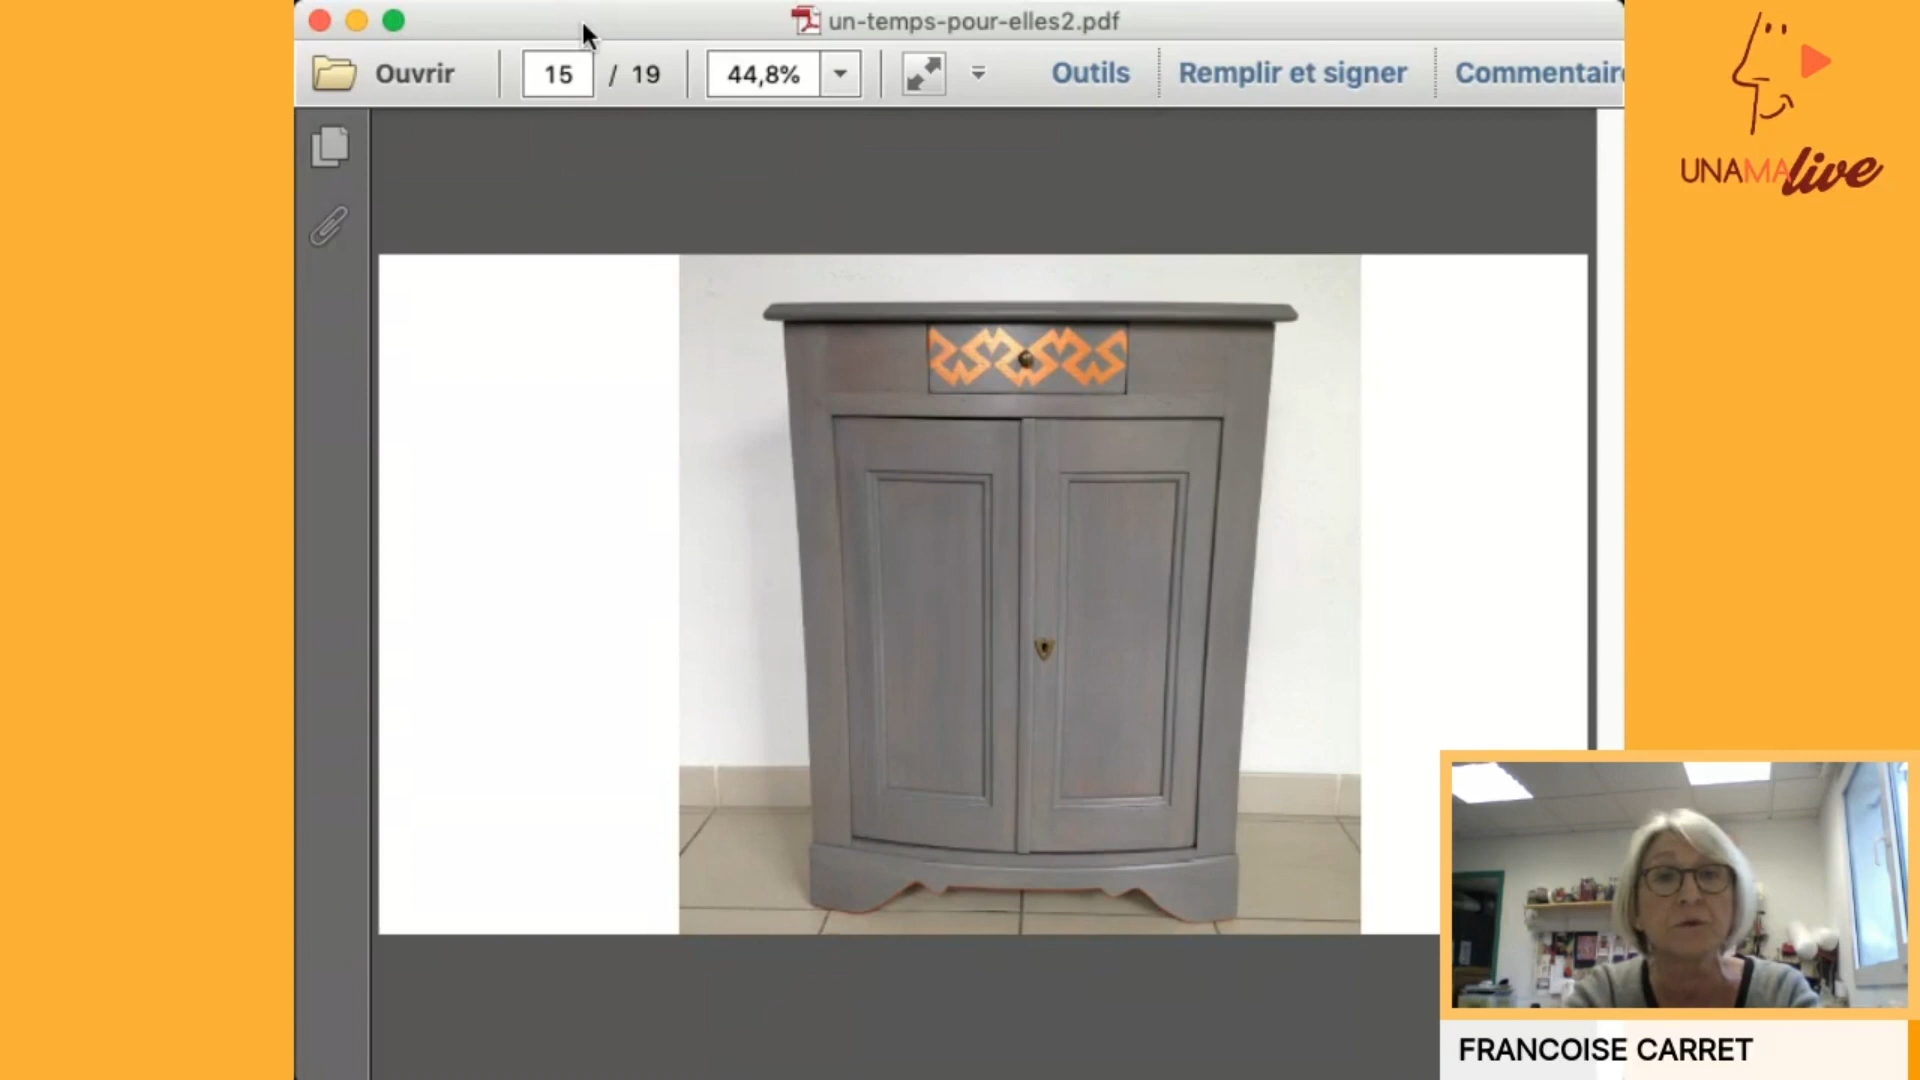 un-temps-pour-elles2.pdf
Ouvrir
15 / 19
44,8%
Outils
Remplir et signer
Commentair
UNAMAlive
FRANCOISE CARRET